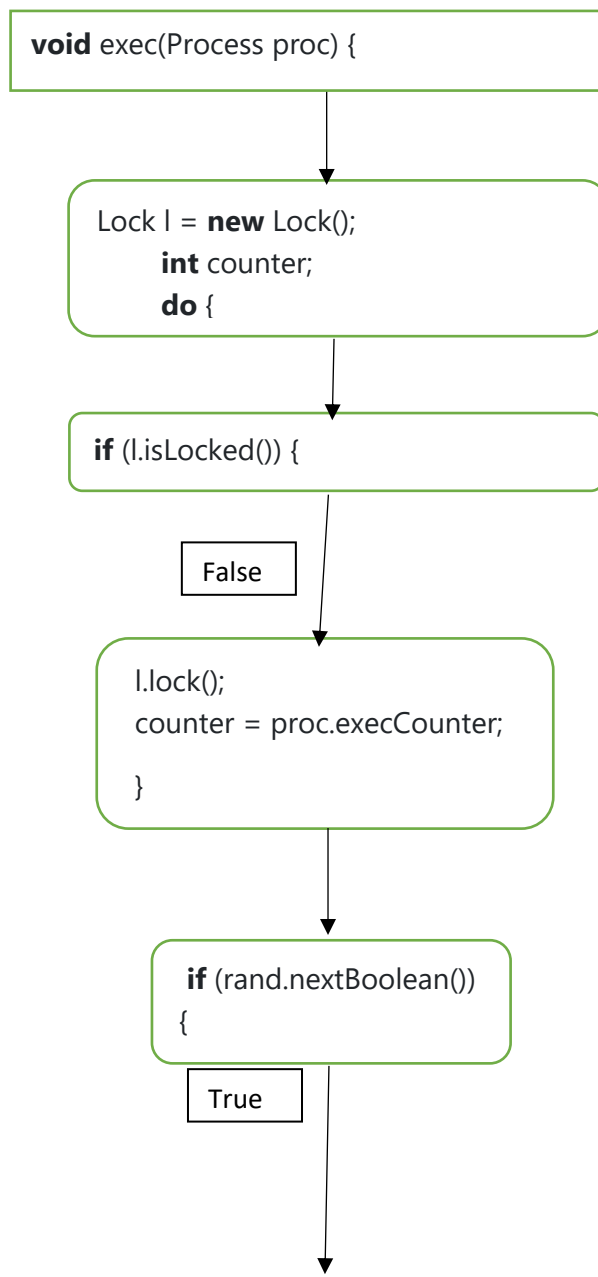 void exec(Process proc) {
Lock l = new Lock();
int counter;
do {
if (l.isLocked()) {
False
l.lock();
counter = proc.execCounter;
}
if (rand.nextBoolean())
{
True